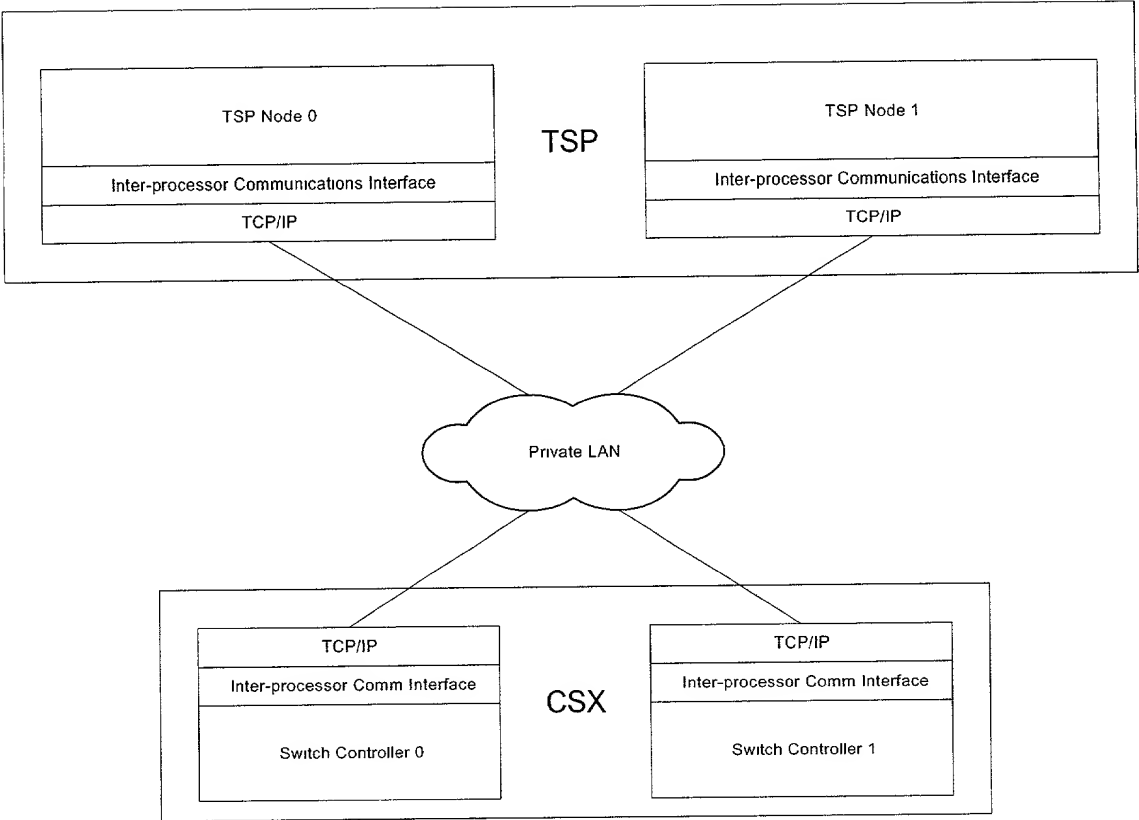 TSP Node 0
Inter-processor Communications Interface
TCP/IP
TSP
TSP Node 1
Inter-processor Communications Interface
TCP/IP
Private LAN
TCP/IP
Inter-processor Comm Interface
Switch Controller 0
CSX
TCP/IP
Inter-processor Comm Interface
Switch Controller 1